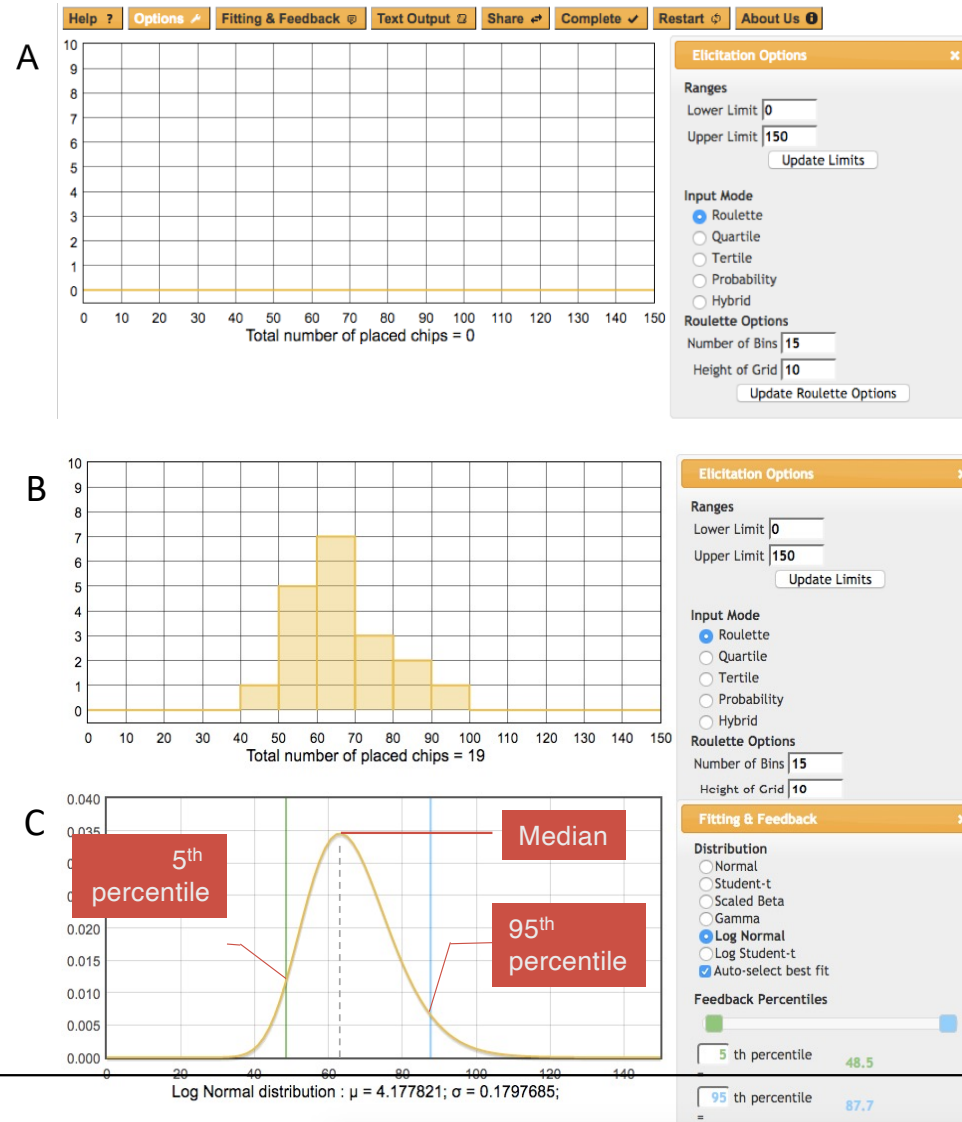 Help ? Options Fitting & Feedback Text Output Share Complete Restart About Us
A
10
9
8
7
6
5
4
3
2
1
0
0 10 20 30 40 50 60 70 80 90 100 110 120 130 140 150
Total number of placed chips = 0
Elicitation Options
Ranges
Lower Limit 0
Upper Limit 150
Update Limits
Input Mode
Roulette
Quartile
Tertile
Probability
Hybrid
Roulette Options
Number of Bins 15
Height of Grid 10
Update Roulette Options
B
10
9
8
7
6
5
4
3
2
1
0
0 10 20 30 40 50 60 70 80 90 100 110 120 130 140 150
Total number of placed chips = 19
Elicitation Options
Ranges
Lower Limit 0
Upper Limit 150
Update Limits
Input Mode
Roulette
Quartile
Tertile
Probability
Hybrid
Roulette Options
Number of Bins 15
Height of Grid 10
C
0.040
0.035
0.020
0.015
0.010
0.005
0.000
0 20 40 60 80 100 120 140
5th
percentile
Median
95th
percentile
Log Normal distribution : μ = 4.177821; σ = 0.1797685;
Fitting & Feedback
Distribution
Normal
Student-t
Scaled Beta
Gamma
Log Normal
Log Student-t
Auto-select best fit
Feedback Percentiles
5 th percentile
48.5
95 th percentile
=
87.7